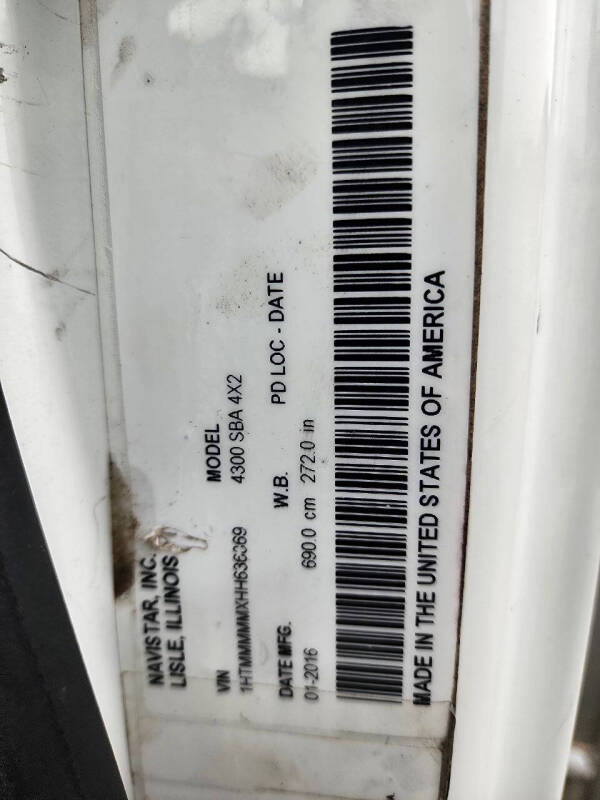 NAVISTAR, INC.
LISLE, ILLINOIS
VIN MODEL
1HTMMMMMXHH636869 4300 SBA 4X2
DATE MFG. W.B. PD LOC - DATE
01-2016 690.0 cm 272.0 in
MADE IN THE UNITED STATES OF AMERICA